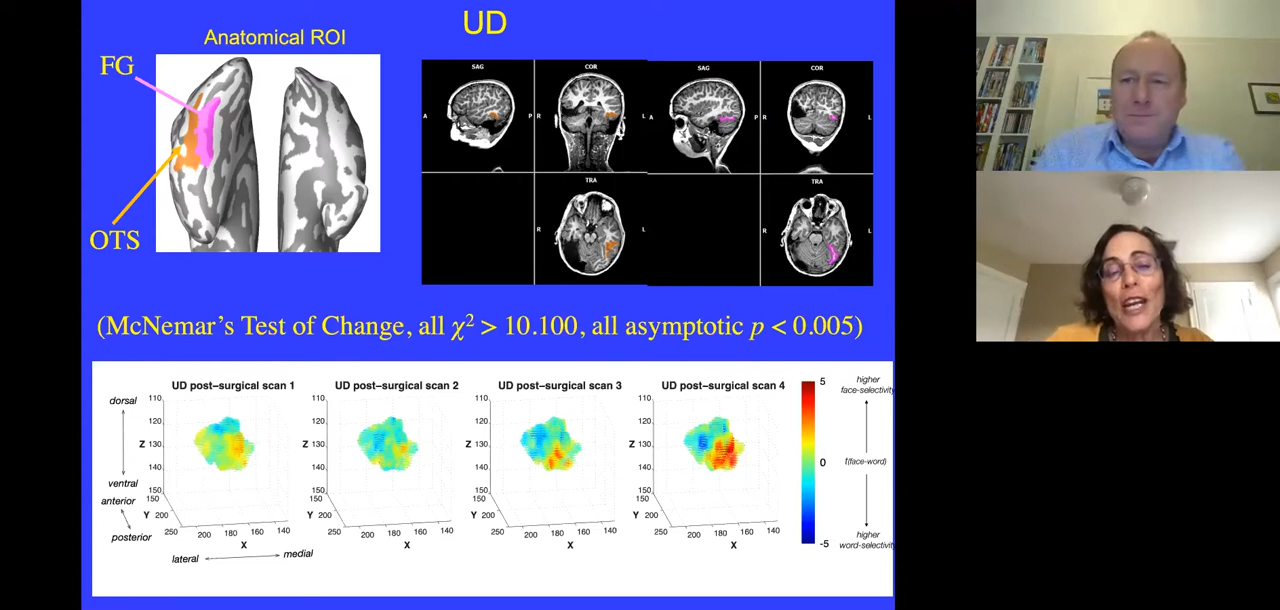 UD
Anatomical ROI
FG
OTS
SAG
COR
SAG
COR
A
P
R
L
A
P
R
L
TRA
TRA
R
L
R
L
(McNemar's Test of Change, all χ² > 10.100, all asymptotic p < 0.005)
UD post–surgical scan 1
UD post–surgical scan 2
UD post–surgical scan 3
UD post–surgical scan 4
dorsal
ventral
anterior
posterior
lateral
medial
110
120
Z
130
140
150
150
Y
200
250
200
180
160
140
X
110
120
Z
130
140
150
150
Y
200
250
200
180
160
140
X
110
120
Z
130
140
150
150
Y
200
250
200
180
160
140
X
110
120
Z
130
140
150
150
Y
200
250
200
180
160
140
X
5
0
-5
higher
face-selectivity
t(face-word)
higher
word-selectivity